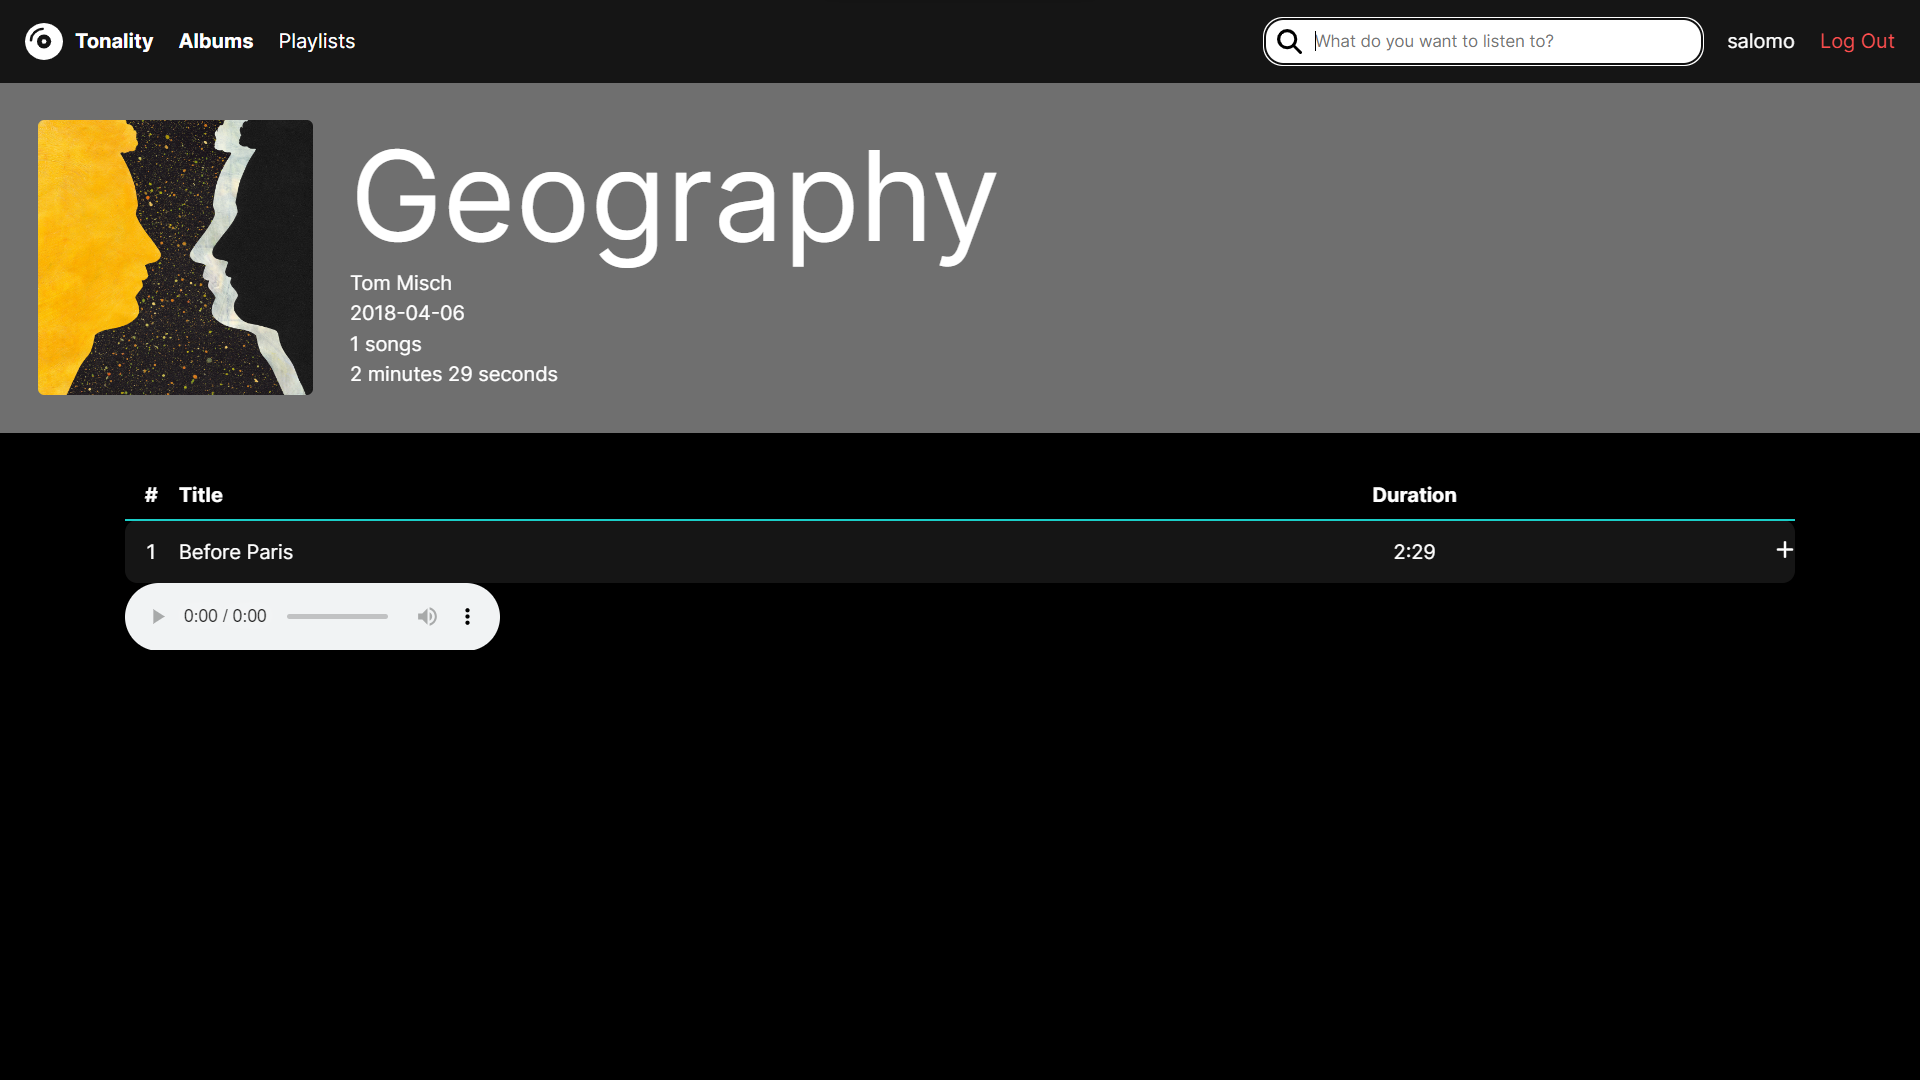 Tonality Albums Playlists What do you want to listen to? salomo Log Out
Geography
Tom Misch
2018-04-06
1 songs
2 minutes 29 seconds
# Title Duration
1 Before Paris 2:29 +
0:00 / 0:00